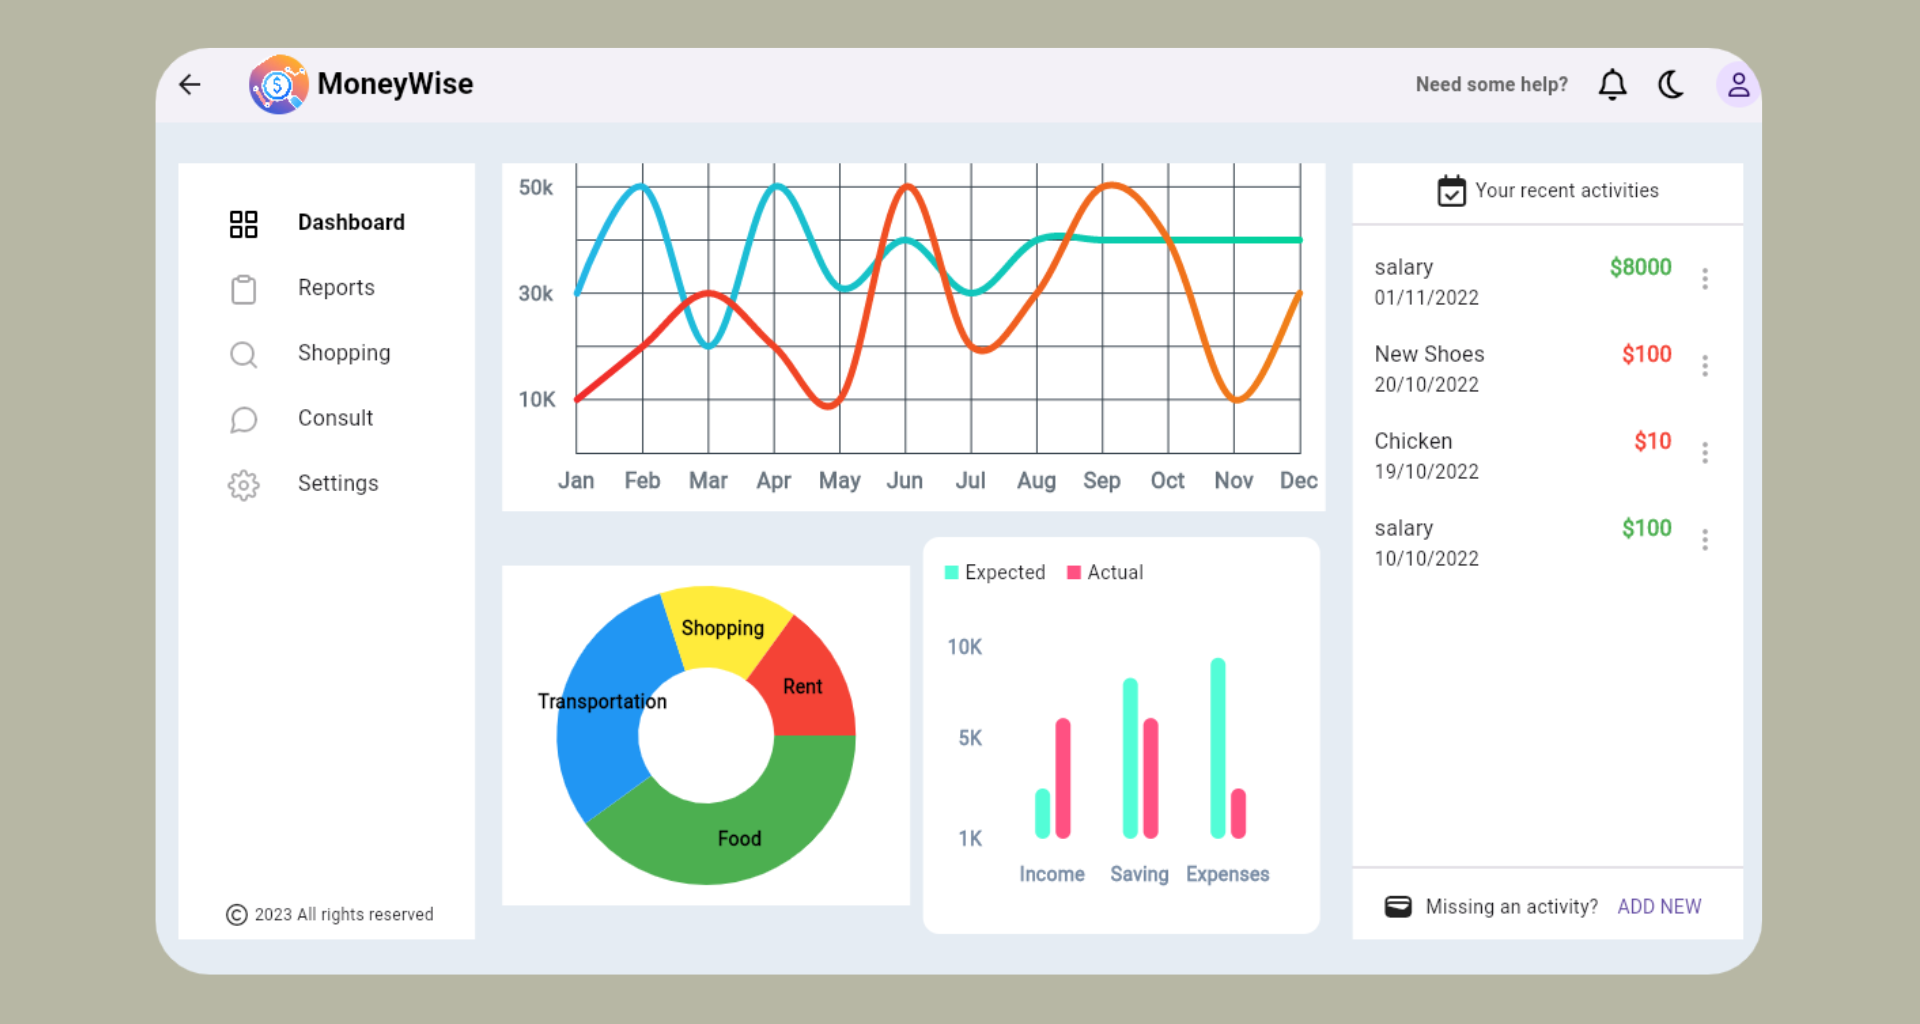 MoneyWise
Need some help?
Dashboard
Reports
Shopping
Consult
Settings
© 2023 All rights reserved
50k
30k
10K
Jan Feb Mar Apr May Jun Jul Aug Sep Oct Nov Dec
Shopping
Rent
Transportation
Food
Expected Actual
10K
5K
1K
Income Saving Expenses
Your recent activities
salary $8000
01/11/2022
New Shoes $100
20/10/2022
Chicken $10
19/10/2022
salary $100
10/10/2022
Missing an activity? ADD NEW